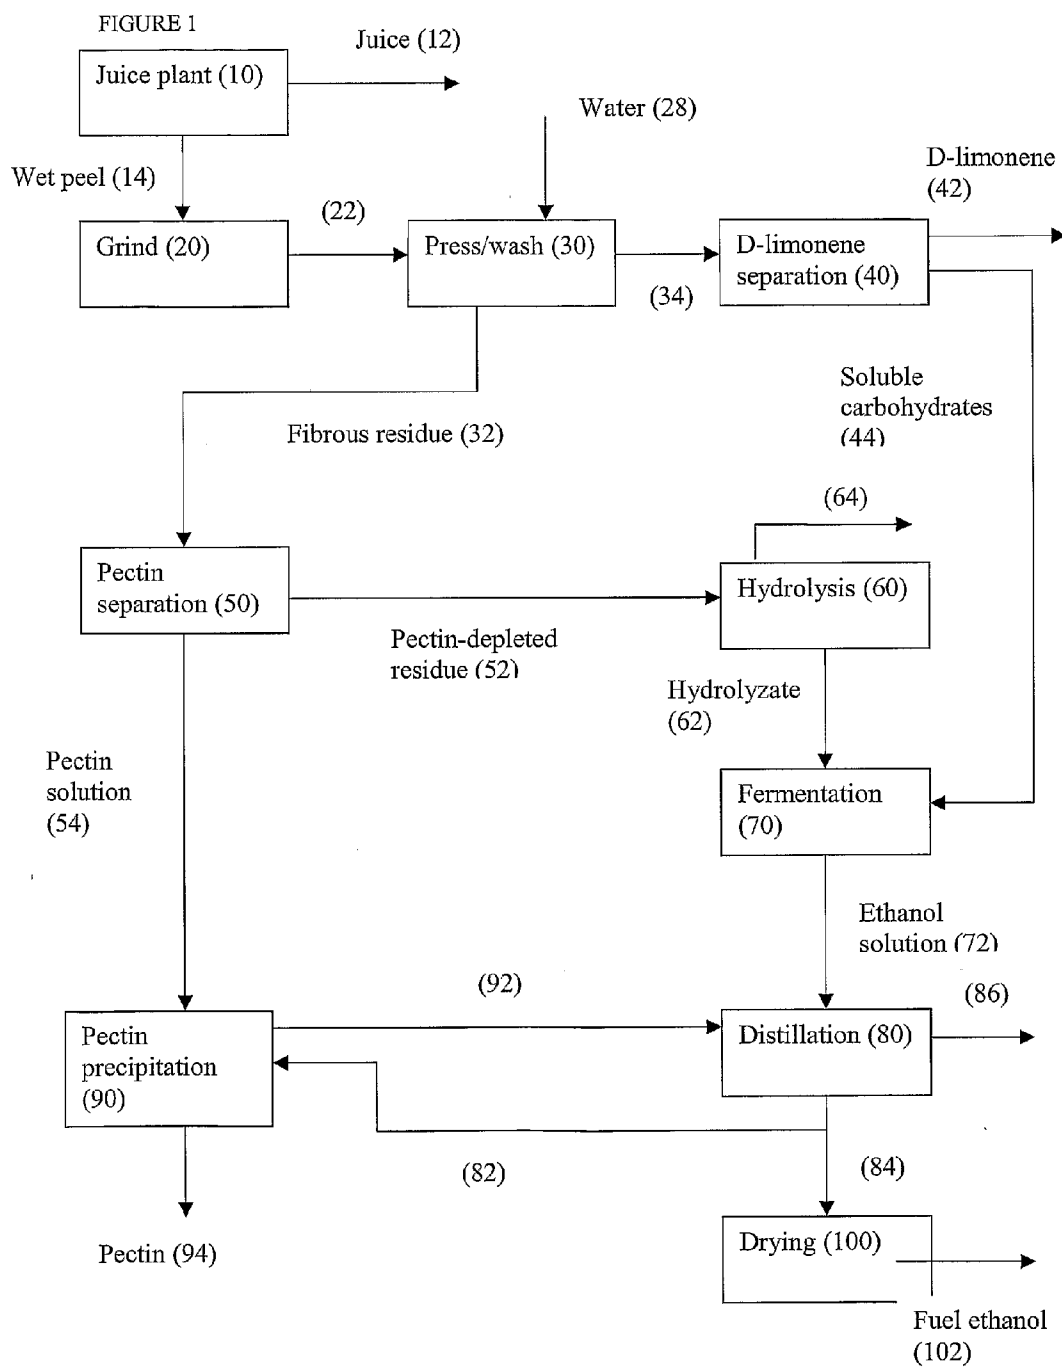 FIGURE 1
Juice (12)
Juice plant (10)
Water (28)
D-limonene
(42)
Wet peel (14)
(22)
Grind (20)
Press/wash (30)
D-limonene
separation (40)
(34)
Soluble
carbohydrates
(44)
Fibrous residue (32)
(64)
Pectin
separation (50)
Hydrolysis (60)
Pectin-depleted
residue (52)
Hydrolyzate
(62)
Pectin
solution
(54)
Fermentation
(70)
Ethanol
solution (72)
(92)
(86)
Pectin
precipitation
(90)
Distillation (80)
(82)
(84)
Pectin (94)
Drying (100)
Fuel ethanol
(102)